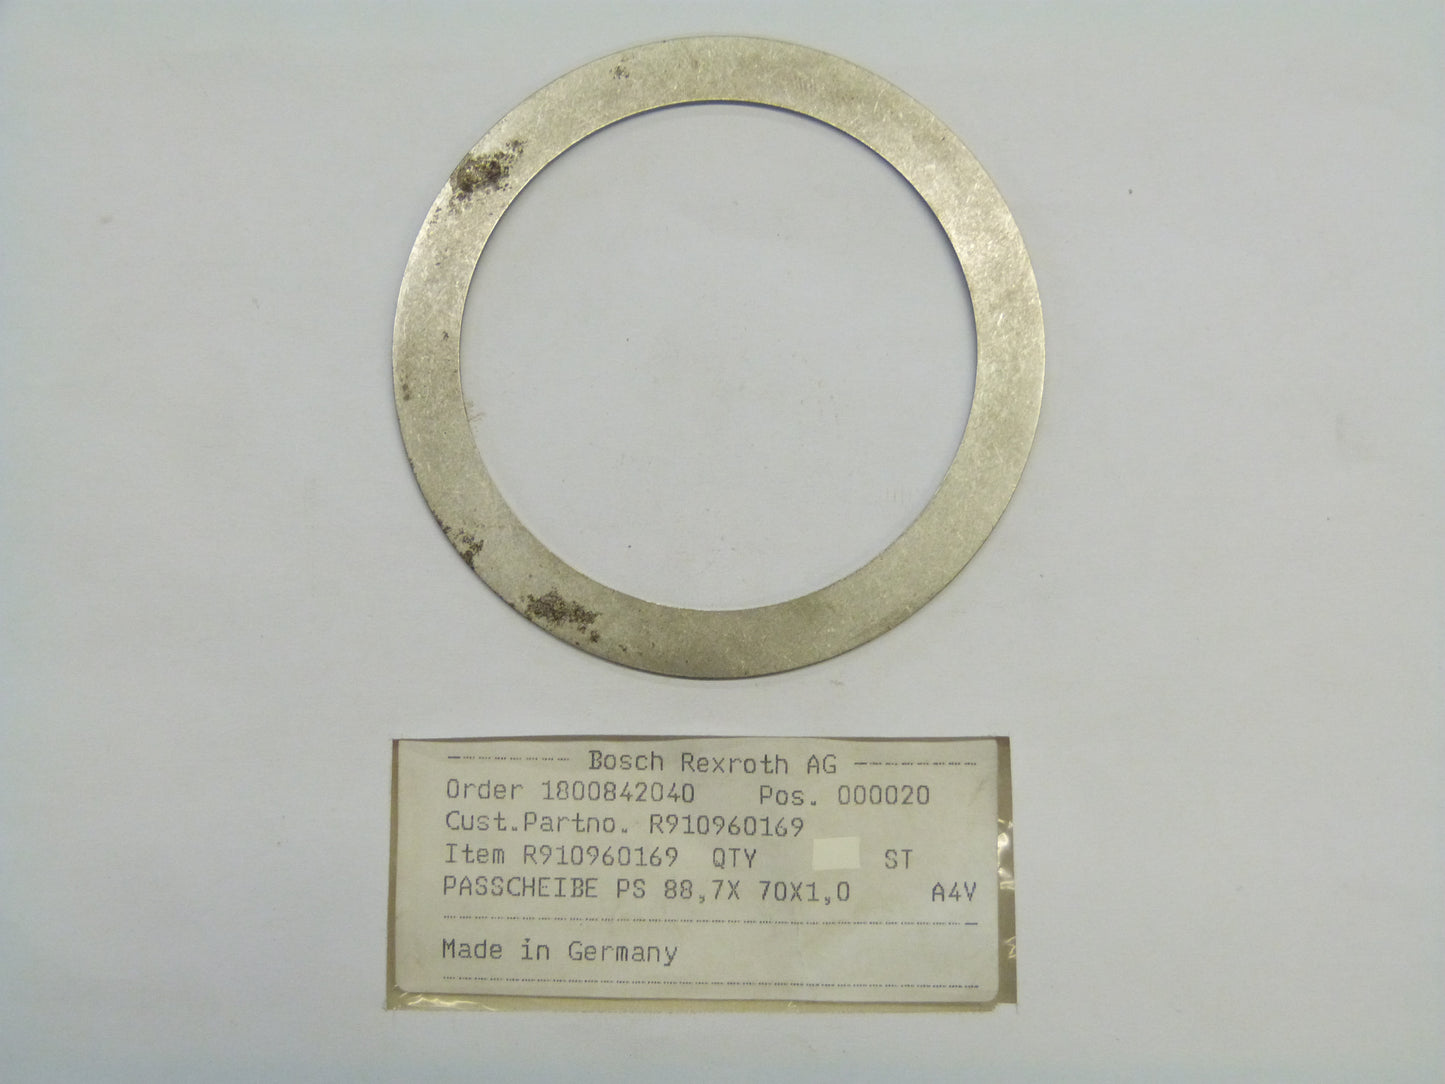 Bosch Rexroth AG
Order 1800842040 Pos. 000020
Cust.Partno. R910960169
Item R910960169 QTY ST
PASSCHEIBE PS 88,7X 70X1,0 A4V
Made in Germany